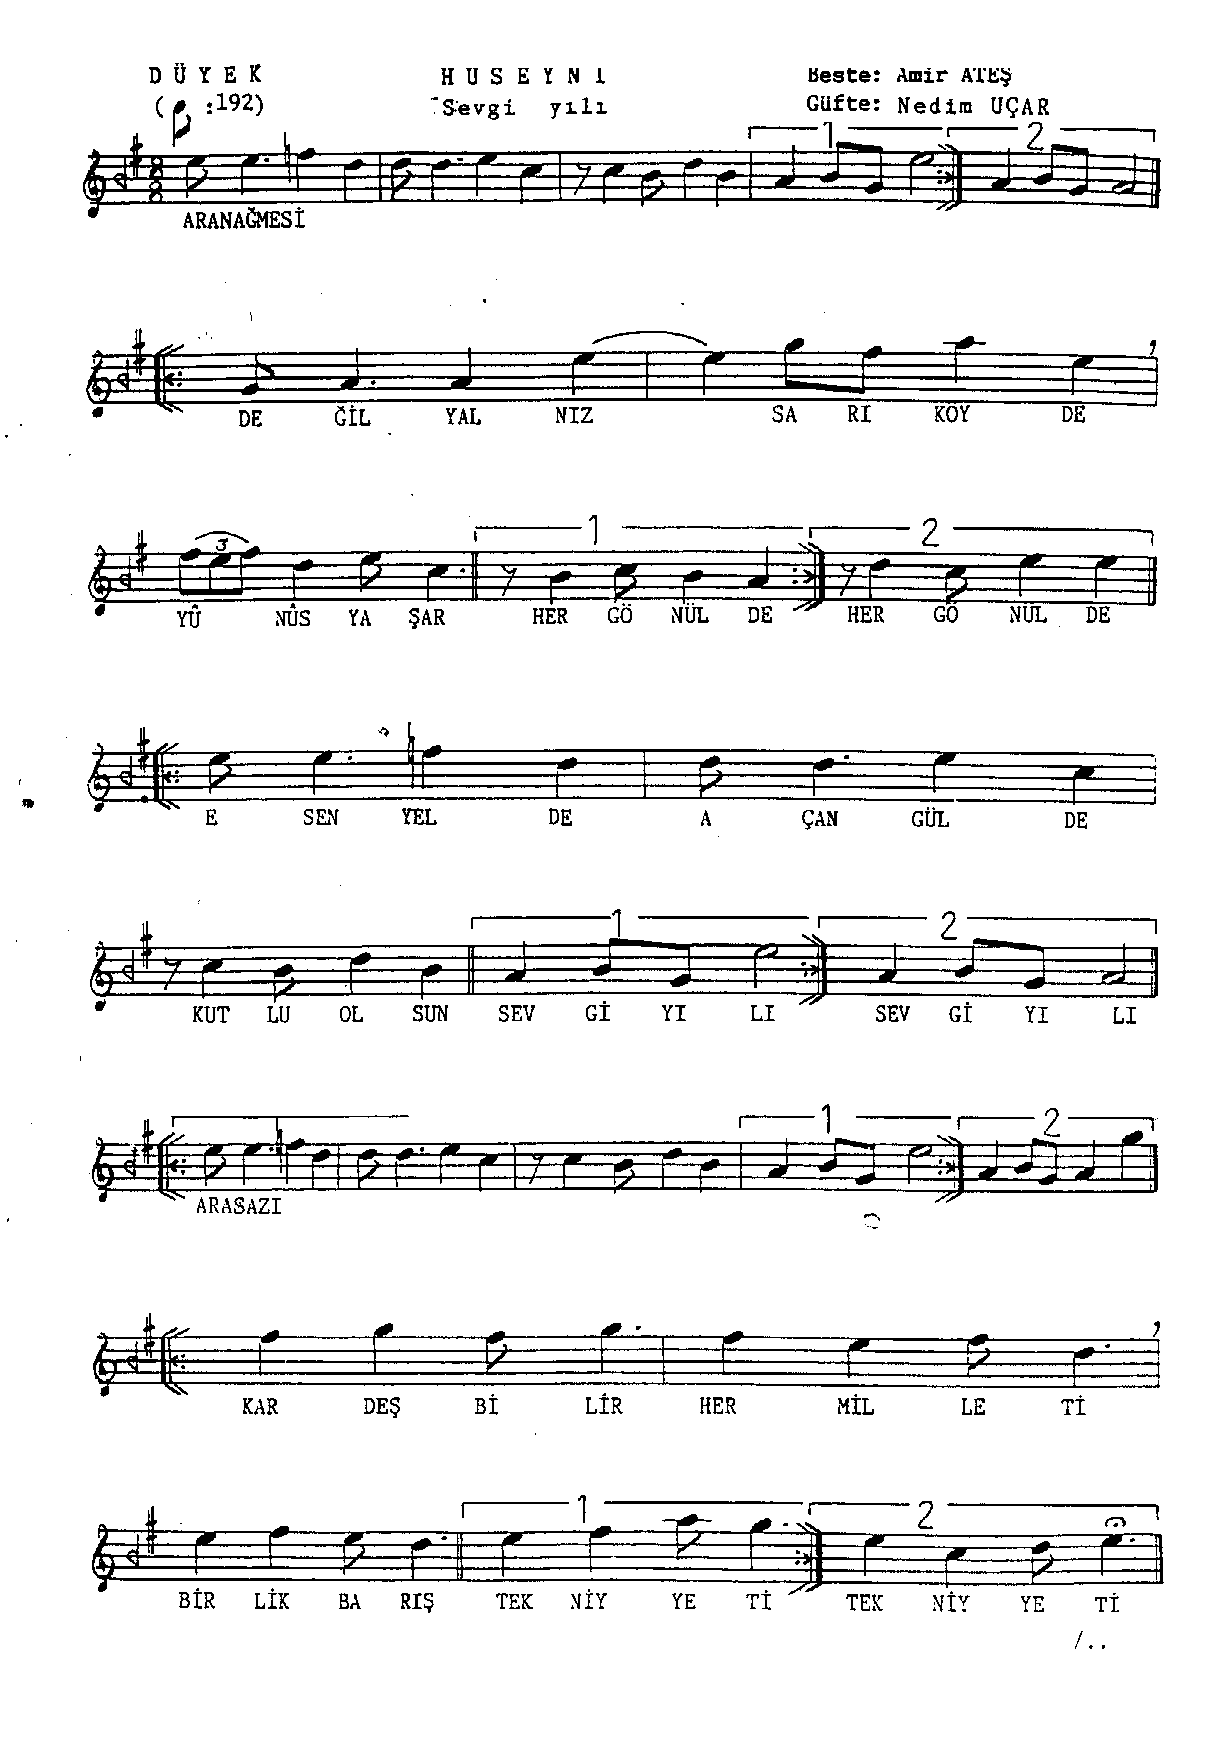 DÜYEK HUSEYNI Beste: Amir ATEŞ
( :192) Sevgi yılı Güfte: Nedim UÇAR
1 2
8
8
ARANAĞMESİ
DE ĞİL YAL NIZ SA RI KÖY DE
3 1 2
YÛ NÛS YA ŞAR HER GÖ NÜL DE HER GÖ NÜL DE
E SEN YEL DE A ÇAN GÜL DE
1 2
KUT LU OL SUN SEV Gİ YI LI SEV Gİ YI LI
1 2
ARASAZI
KAR DEŞ Bİ LİR HER MİL LE Tİ
1 2
BİR LİK BA RIŞ TEK NİY YE Tİ TEK NİY YE Tİ
/..